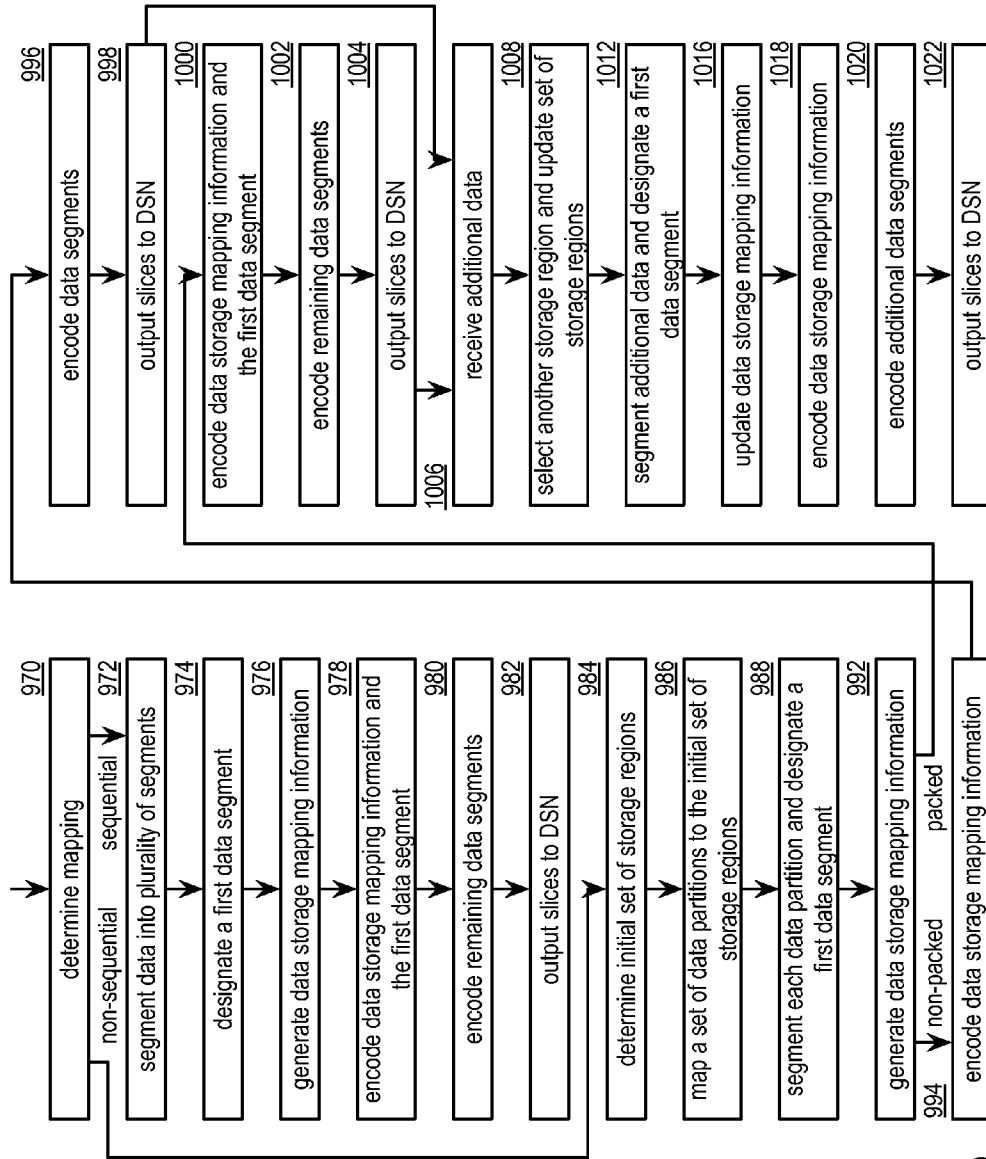 970
determine mapping
non-sequential sequential
972
segment data into plurality of segments
974
designate a first data segment
976
generate data storage mapping information
978
encode data storage mapping information and
the first data segment
980
encode remaining data segments
982
output slices to DSN
984
determine initial set of storage regions
986
map a set of data partitions to the initial set of
storage regions
988
segment each data partition and designate a
first data segment
992
generate data storage mapping information
non-packed packed
994
encode data storage mapping information
996
encode data segments
998
output slices to DSN
1000
encode data storage mapping information and
the first data segment
1002
encode remaining data segments
1004
output slices to DSN
1006
receive additional data
1008
select another storage region and update set of
storage regions
1012
segment additional data and designate a first
data segment
1016
update data storage mapping information
1018
encode data storage mapping information
1020
encode additional data segments
1022
output slices to DSN